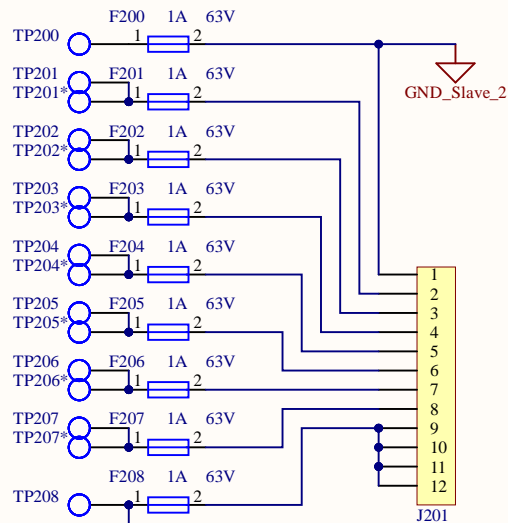 F200 1A 63V
TP200 1 2
GND_Slave_2
TP201 F201 1A 63V
TP201* 1 2
TP202 F202 1A 63V
TP202* 1 2
TP203 F203 1A 63V
TP203* 1 2
TP204 F204 1A 63V
TP204* 1 2
TP205 F205 1A 63V
TP205* 1 2
TP206 F206 1A 63V
TP206* 1 2
TP207 F207 1A 63V
TP207* 1 2
F208 1A 63V
TP208 1 2
1
2
3
4
5
6
7
8
9
10
11
12
J201